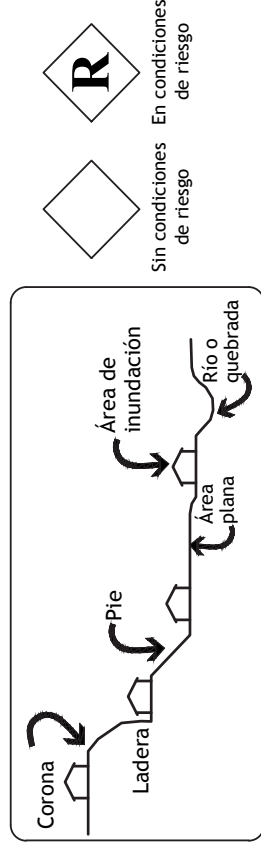 Corona
Ladera
Pie
Área
plana
Área de
inundación
Río o
quebrada
Sin condiciones
de riesgo
R
En condiciones
de riesgo